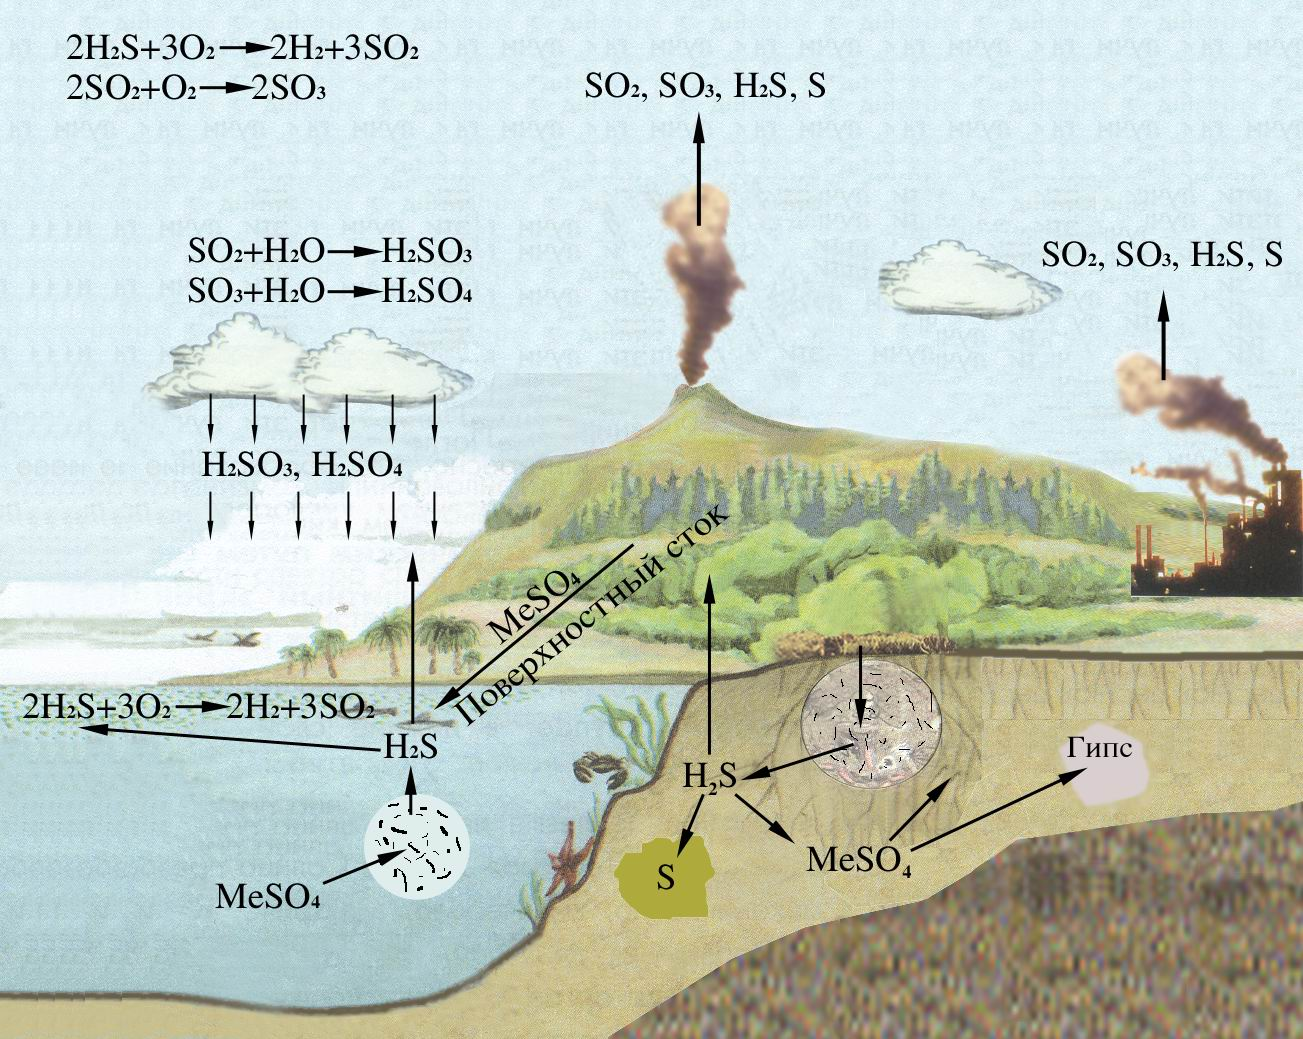 2H₂S+3O₂→2H₂+3SO₂
2SO₂+O₂→2SO₃
SO₂, SO₃, H₂S, S
SO₂+H₂O→H₂SO₃
SO₃+H₂O→H₂SO₄
SO₂, SO₃, H₂S, S
H₂SO₃, H₂SO₄
MeSO₄
Поверхностный сток
2H₂S+3O₂→2H₂+3SO₂
H₂S
MeSO₄
H₂S
S
MeSO₄
Гипс